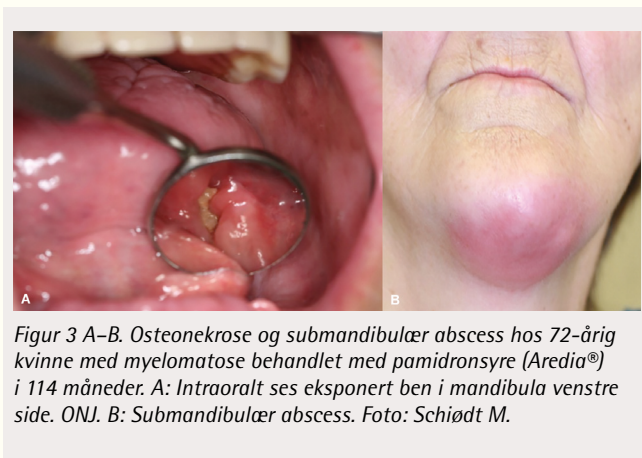 A
B
Figur 3 A–B. Osteonekrose og submandibulær abscess hos 72-årig
kvinne med myelomatose behandlet med pamidronsyre (Aredia®)
i 114 måneder. A: Intraoralt ses eksponert ben i mandibula venstre
side. ONJ. B: Submandibulær abscess. Foto: Schiødt M.